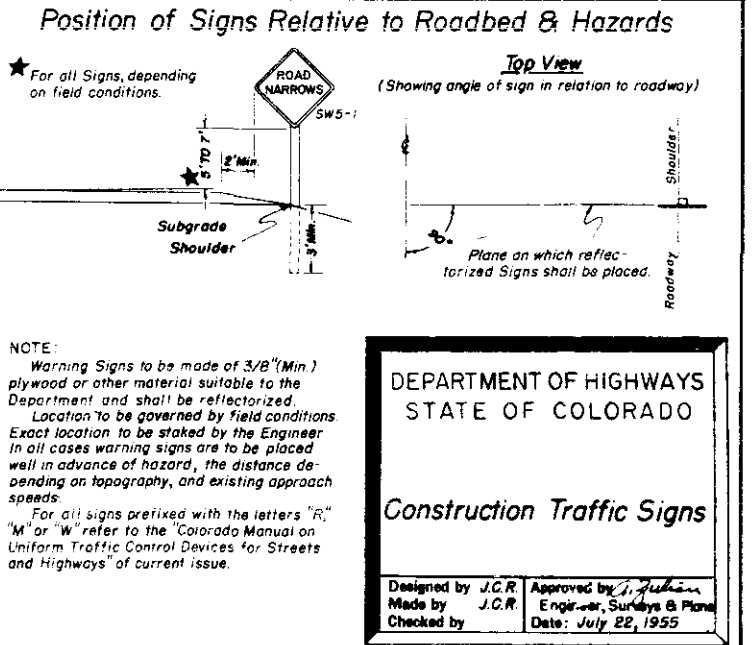 Position of Signs Relative to Roadbed & Hazards
★ For all Signs, depending
on field conditions.
ROAD
NARROWS
SW5-1
5' TO 7'
2' Min.
★
Subgrade
Shoulder
3' Min.
Top View
(Showing angle of sign in relation to roadway)
℄
Shoulder
Plane on which reflec-
torized Signs shall be placed.
Roadway
NOTE:
Warning Signs to be made of 3/8" (Min.)
plywood or other material suitable to the
Department and shall be reflectorized.
Location to be governed by field conditions.
Exact location to be staked by the Engineer
In all cases warning signs are to be placed
well in advance of hazard, the distance de-
pending on topography, and existing approach
speeds.
For all signs prefixed with the letters "R,"
"M" or "W" refer to the "Colorado Manual on
Uniform Traffic Control Devices for Streets
and Highways" of current issue.
DEPARTMENT OF HIGHWAYS
STATE OF COLORADO
Construction Traffic Signs
Designed by J.C.R.
Made by J.C.R.
Checked by
Approved by
Engineer, Surveys & Plans
Date: July 22, 1955